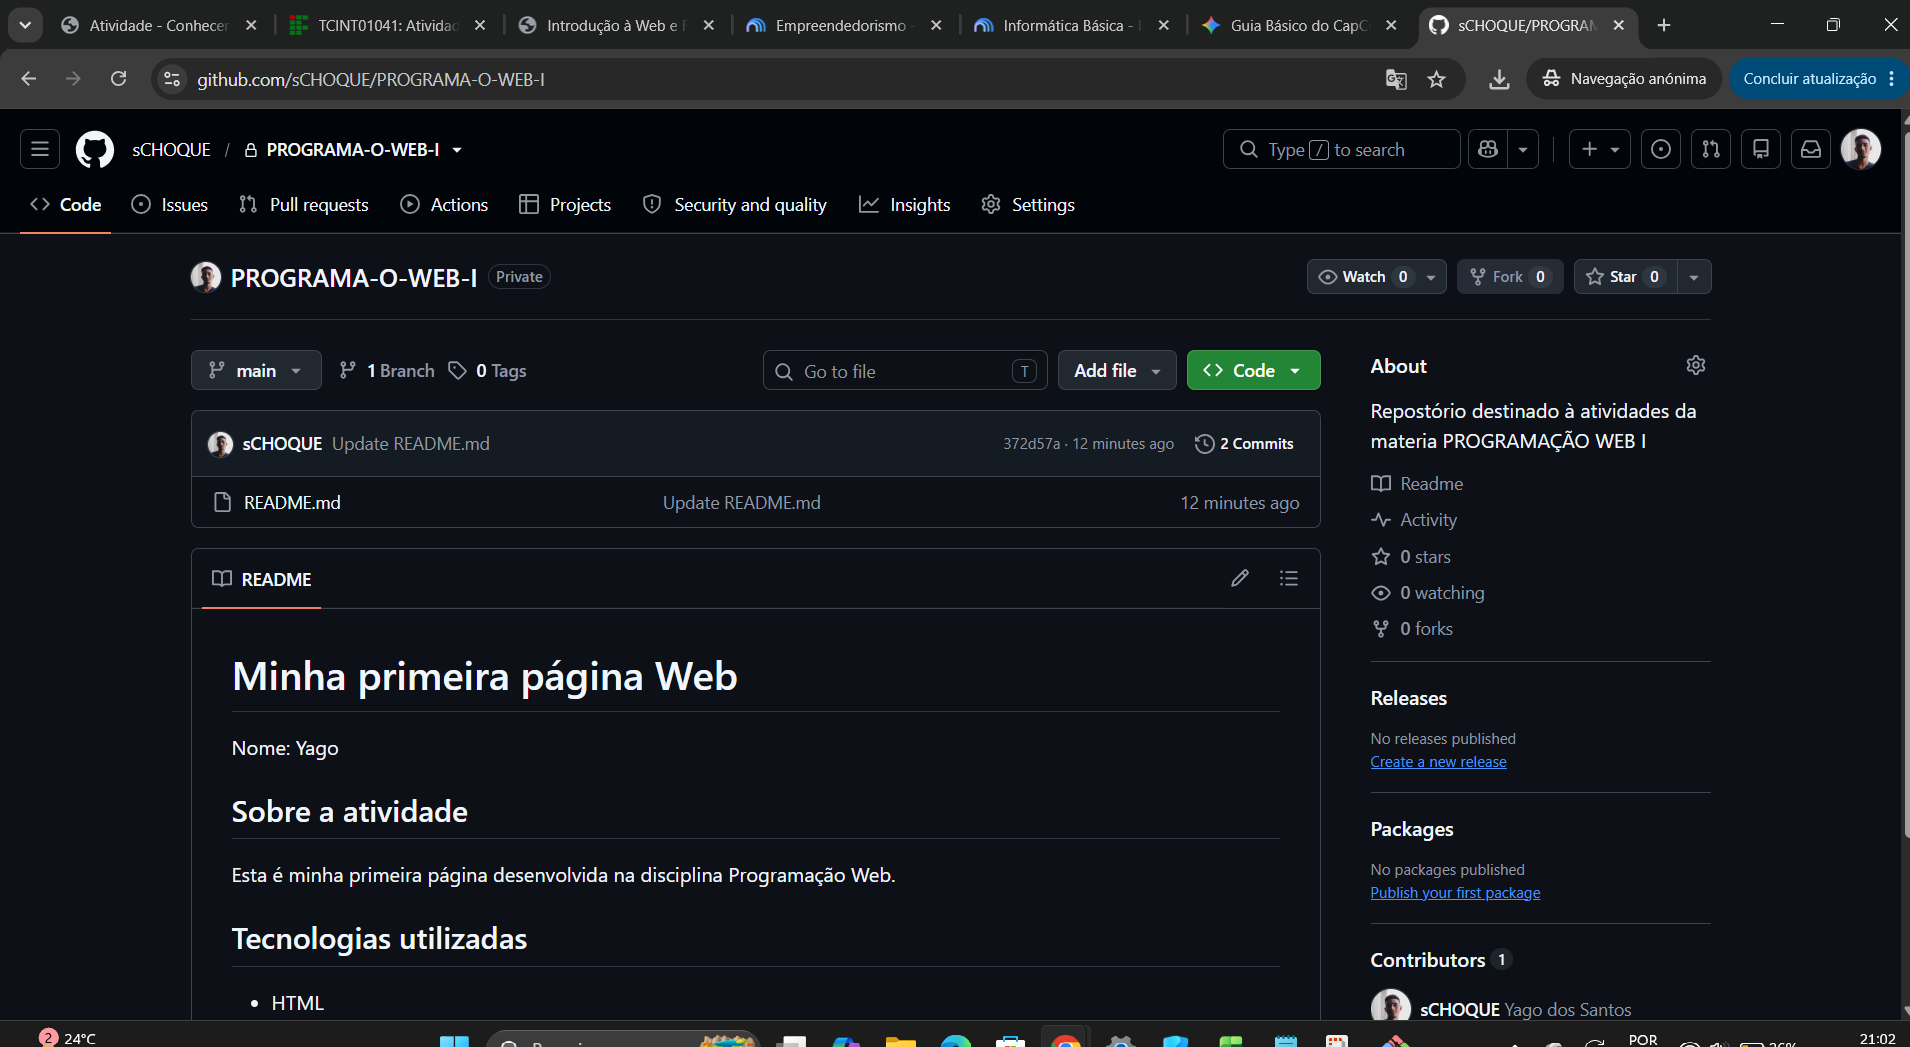 Atividade - Conhecer
TCINT01041: Atividad
Introdução à Web e F
Empreendedorismo -
Informática Básica - I
Guia Básico do CapC
sCHOQUE/PROGRAM
github.com/sCHOQUE/PROGRAMA-O-WEB-I
Navegação anónima
Concluir atualização
sCHOQUE / PROGRAMA-O-WEB-I
Type / to search
Code
Issues
Pull requests
Actions
Projects
Security and quality
Insights
Settings
PROGRAMA-O-WEB-I Private
Watch 0
Fork 0
Star 0
main
1 Branch
0 Tags
Go to file T
Add file
Code
sCHOQUE Update README.md 372d57a · 12 minutes ago 2 Commits
README.md Update README.md 12 minutes ago
README
Minha primeira página Web
Nome: Yago
Sobre a atividade
Esta é minha primeira página desenvolvida na disciplina Programação Web.
Tecnologias utilizadas
• HTML
About
Repostório destinado à atividades da
materia PROGRAMAÇÃO WEB I
Readme
Activity
0 stars
0 watching
0 forks
Releases
No releases published
Create a new release
Packages
No packages published
Publish your first package
Contributors 1
sCHOQUE Yago dos Santos
2 24°C
POR
21:02